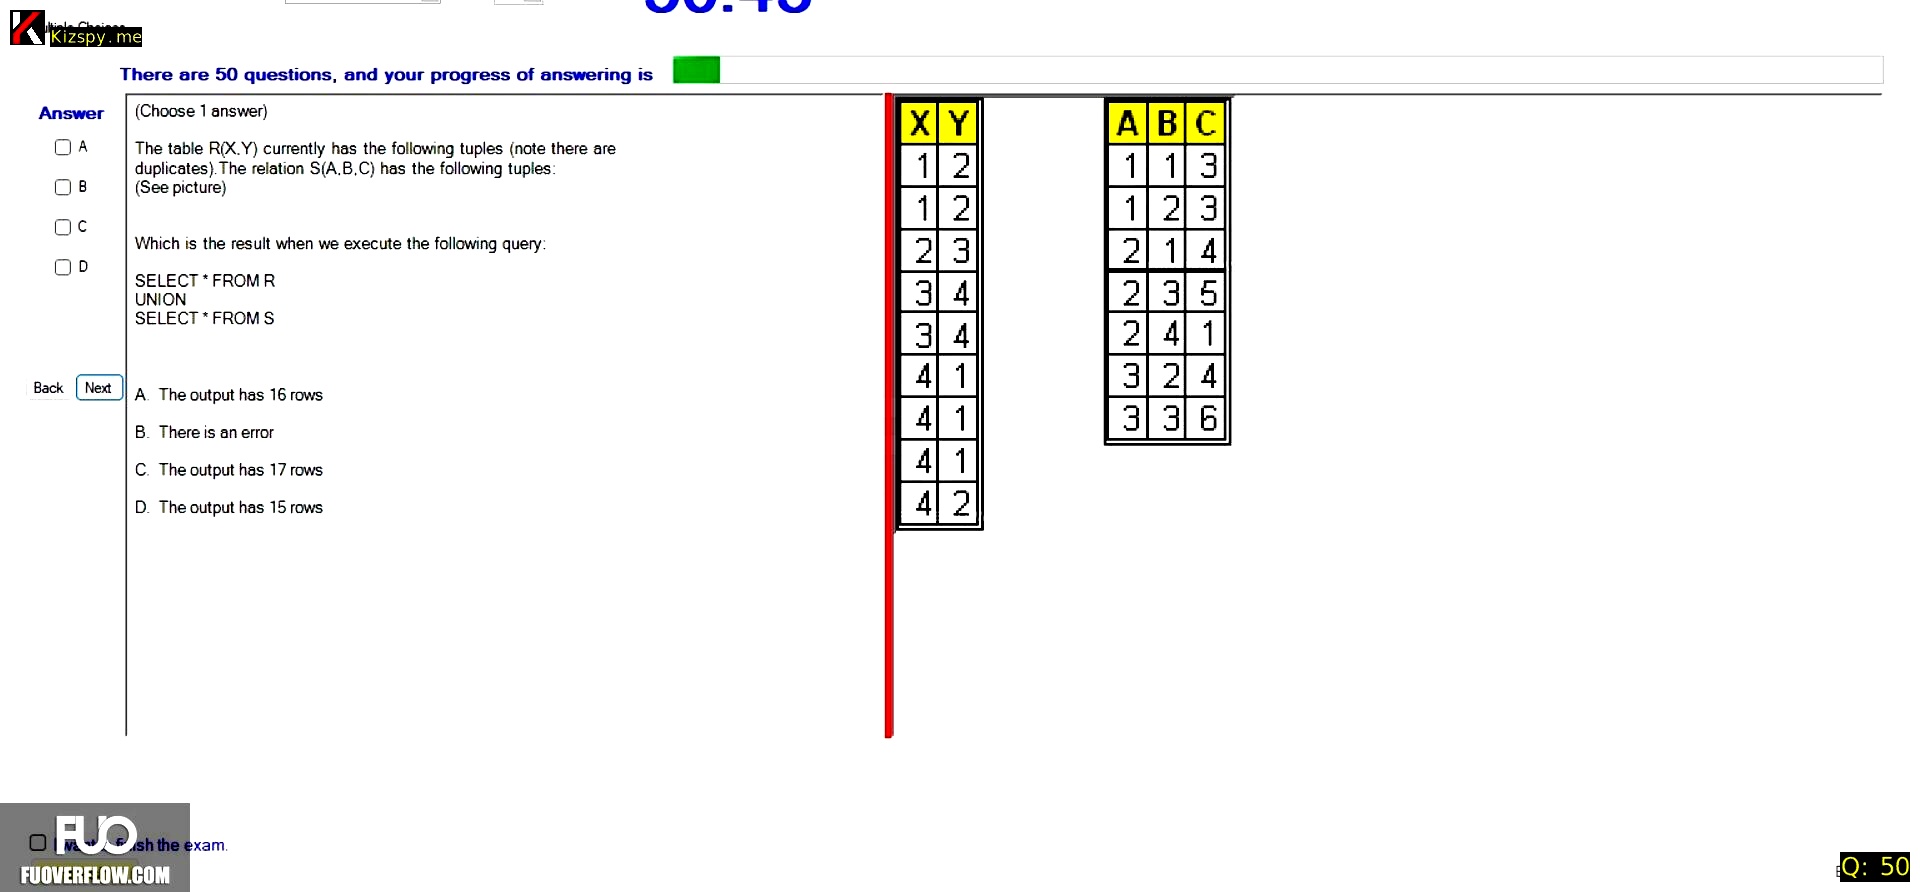 Kizspy.me
There are 50 questions, and your progress of answering is
Answer
A
B
C
D
Back
Next
(Choose 1 answer)
The table R(X,Y) currently has the following tuples (note there are
duplicates).The relation S(A,B,C) has the following tuples:
(See picture)
Which is the result when we execute the following query:
SELECT * FROM R
UNION
SELECT * FROM S
A. The output has 16 rows
B. There is an error
C. The output has 17 rows
D. The output has 15 rows
X Y
1 2
1 2
2 3
3 4
3 4
4 1
4 1
4 1
4 2
A B C
1 1 3
1 2 3
2 1 4
2 3 5
2 4 1
3 2 4
3 3 6
FUO
the exam.
FUOVERFLOW.COM
Q: 50